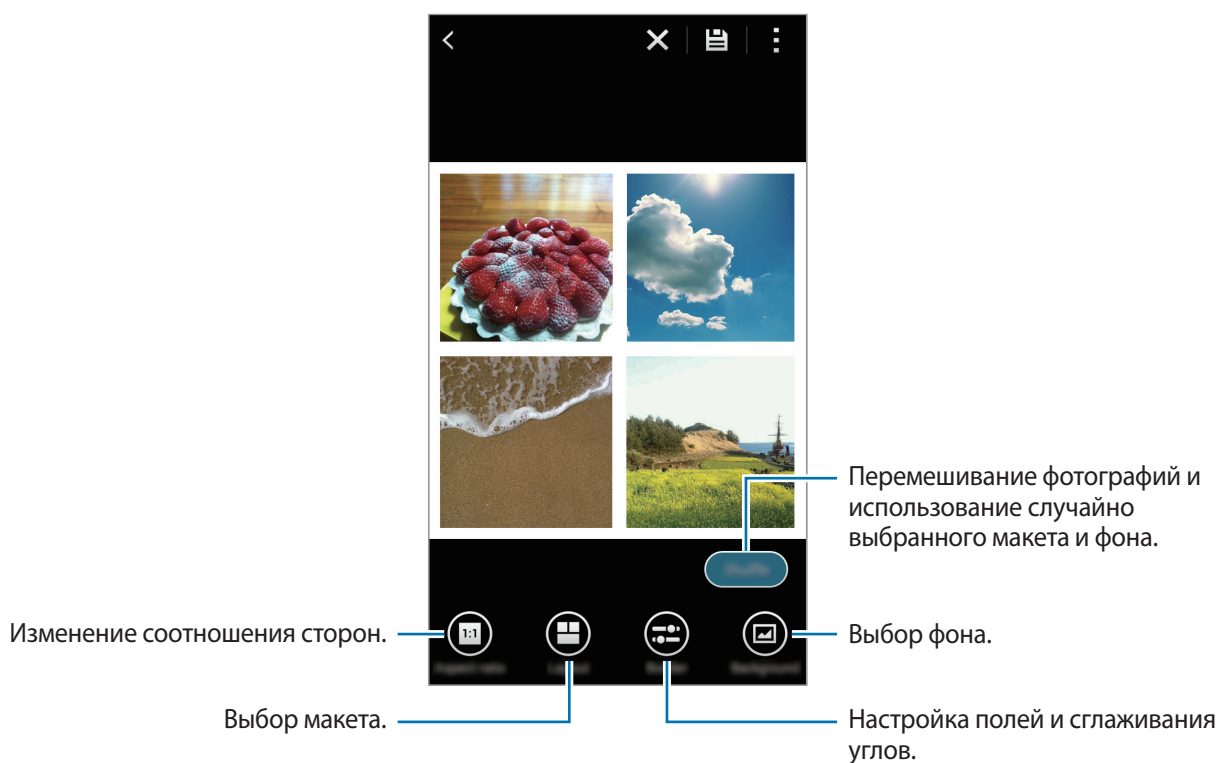 Перемешивание фотографий и
использование случайно
выбранного макета и фона.
1:1
Изменение соотношения сторон.
Выбор фона.
Выбор макета.
Настройка полей и сглаживания
углов.